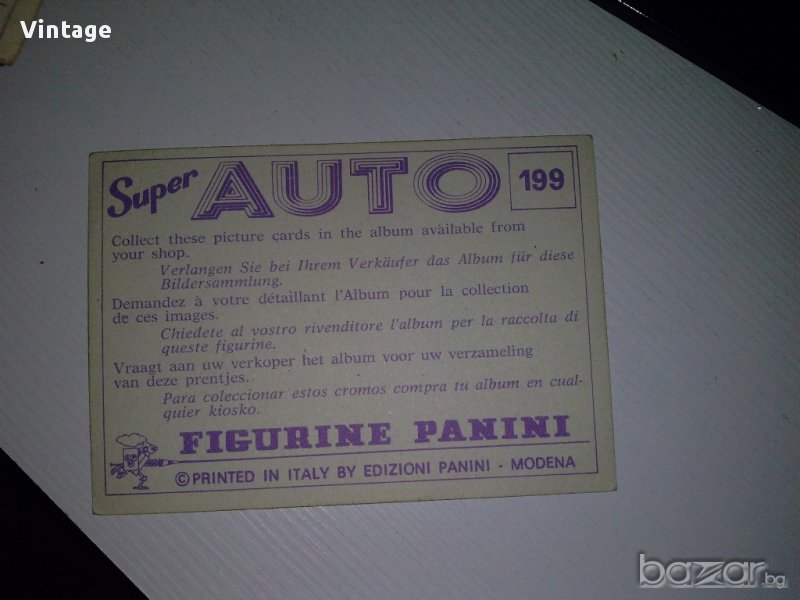 Vintage
Super AUTO 199
Collect these picture cards in the album available from
your shop.
Verlangen Sie bei Ihrem Verkäufer das Album für diese
Bildersammlung.
Demandez à votre détaillant l'Album pour la collection
de ces images.
Chiedete al vostro rivenditore l'album per la raccolta di
queste figurine.
Vraagt aan uw verkoper het album voor uw verzameling
van deze prentjes.
Para coleccionar estos cromos compra tu album en cual-
quier kiosko.
FIGURINE PANINI
© PRINTED IN ITALY BY EDIZIONI PANINI - MODENA
bazar.bg